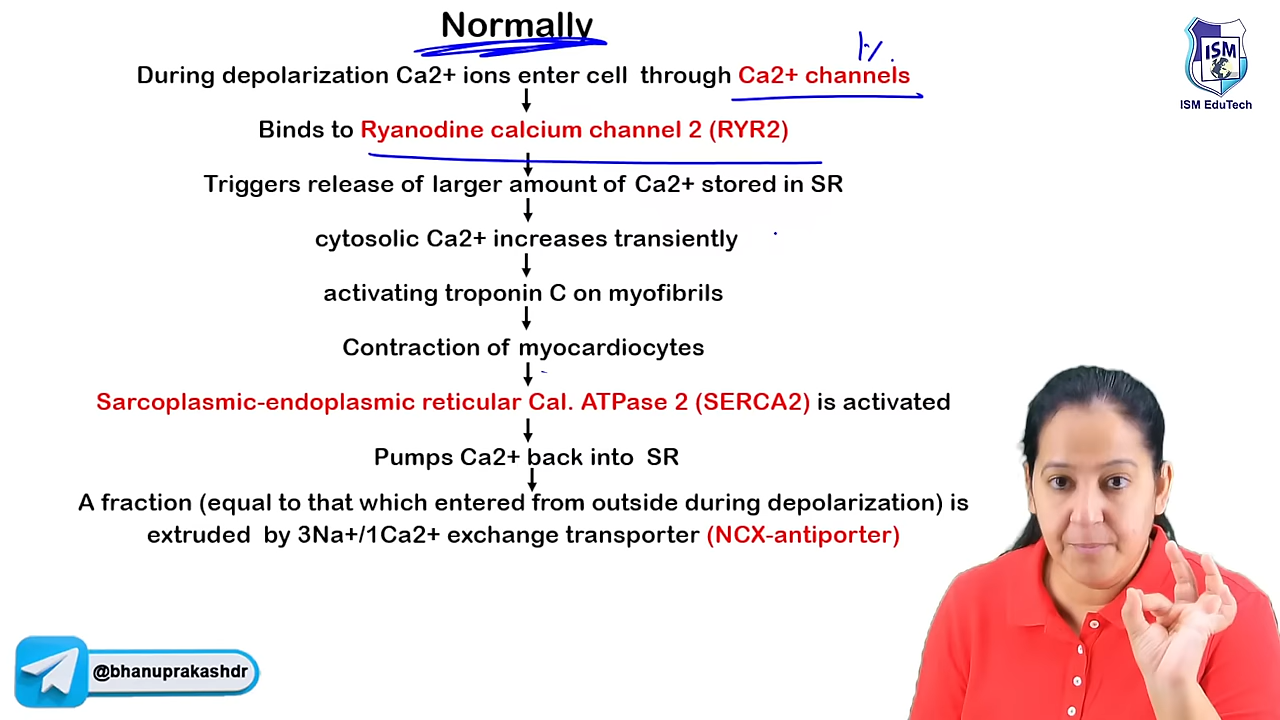 Normally
During depolarization Ca2+ ions enter cell through Ca2+ channels
Binds to Ryanodine calcium channel 2 (RYR2)
Triggers release of larger amount of Ca2+ stored in SR
cytosolic Ca2+ increases transiently
activating troponin C on myofibrils
Contraction of myocardiocytes
Sarcoplasmic-endoplasmic reticular Cal. ATPase 2 (SERCA2) is activated
Pumps Ca2+ back into SR
A fraction (equal to that which entered from outside during depolarization) is
extruded by 3Na+/1Ca2+ exchange transporter (NCX-antiporter)
ISM
ISM EduTech
@bhanuprakashdr